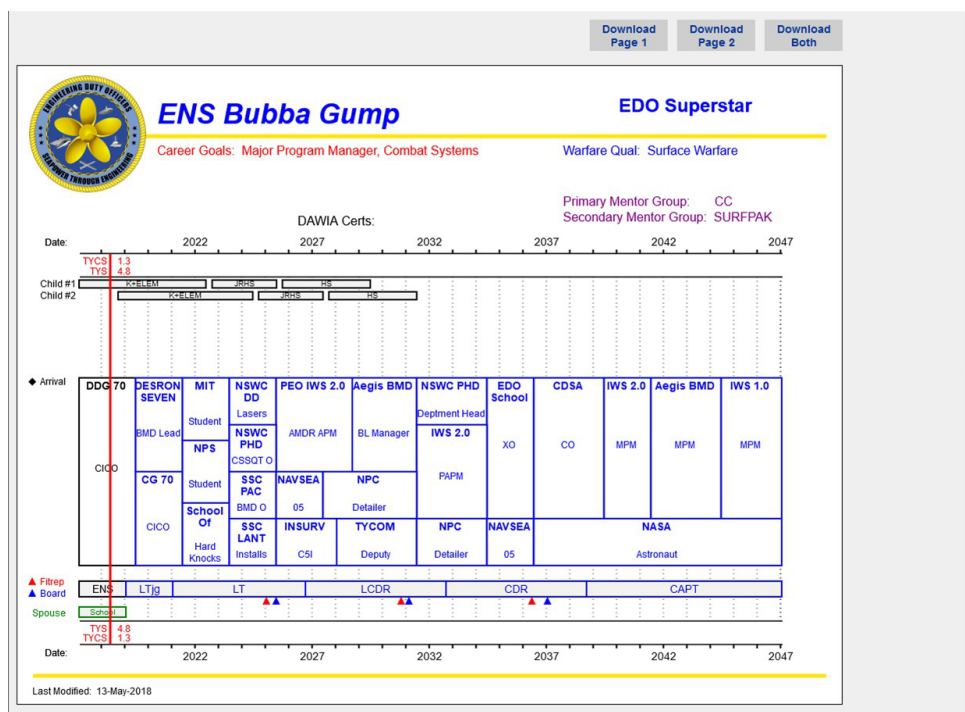 Download Page 1
Download Page 2
Download Both
ENGINEERING DUTY OFFICERS
SEAPOWER THROUGH ENGINEERING
ENS Bubba Gump
EDO Superstar
Career Goals: Major Program Manager, Combat Systems
Warfare Qual: Surface Warfare
Primary Mentor Group: CC
Secondary Mentor Group: SURFPAK
DAWIA Certs:
Date: 2022 2027 2032 2037 2042 2047
TYCS 1.3
TYS 4.8
Child #1 K+ELEM JRHS HS
Child #2 K+ELEM JRHS HS
Arrival
DDG 70
CICO
DESRON SEVEN
BMD Lead
CG 70
CICO
MIT
Student
NPS
Student
School Of
Hard Knocks
NSWC DD
Lasers
NSWC PHD
CSSQT O
SSC PAC
BMD O
SSC LANT
Installs
PEO IWS 2.0
AMDR APM
NAVSEA
05
INSURV
C5I
Aegis BMD
BL Manager
NPC
Detailer
TYCOM
Deputy
NSWC PHD
Deptment Head
IWS 2.0
PAPM
NPC
Detailer
EDO School
XO
NAVSEA
05
CDSA
CO
IWS 2.0
MPM
Aegis BMD
MPM
IWS 1.0
MPM
NASA
Astronaut
Fitrep
Board
ENS LTjg LT LCDR CDR CAPT
Spouse School
TYS 4.8
TYCS 1.3
Date: 2022 2027 2032 2037 2042 2047
Last Modified: 13-May-2018